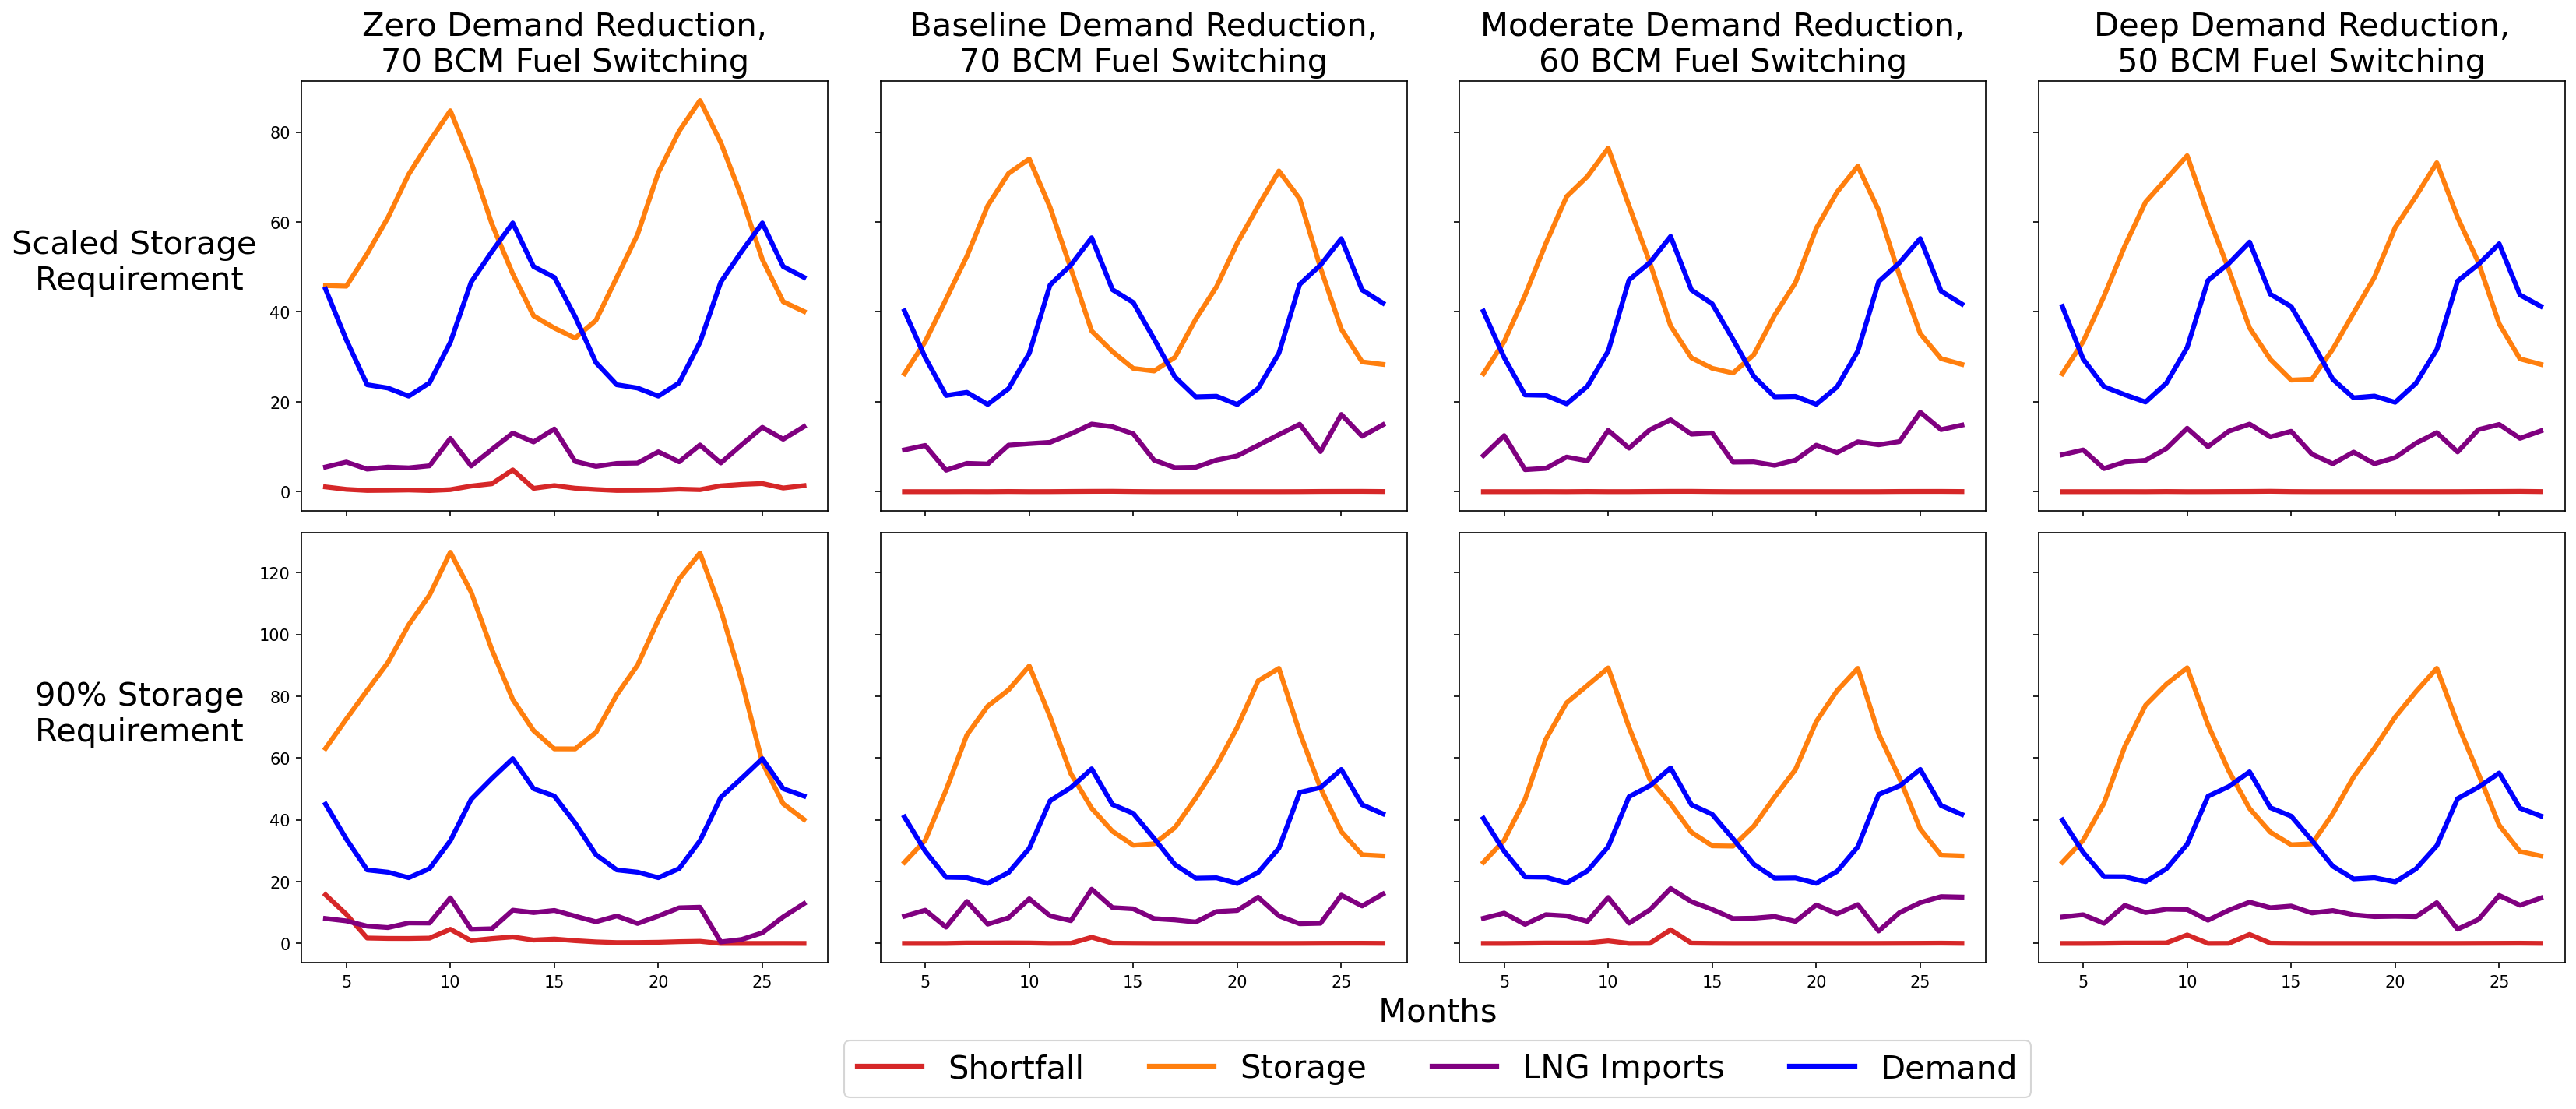 Zero Demand Reduction,
70 BCM Fuel Switching
Baseline Demand Reduction,
70 BCM Fuel Switching
Moderate Demand Reduction,
60 BCM Fuel Switching
Deep Demand Reduction,
50 BCM Fuel Switching
Scaled Storage
Requirement
80
60
40
20
0
90% Storage
Requirement
120
100
80
60
40
20
0
5 10 15 20 25
5 10 15 20 25
5 10 15 20 25
5 10 15 20 25
Months
Shortfall Storage LNG Imports Demand